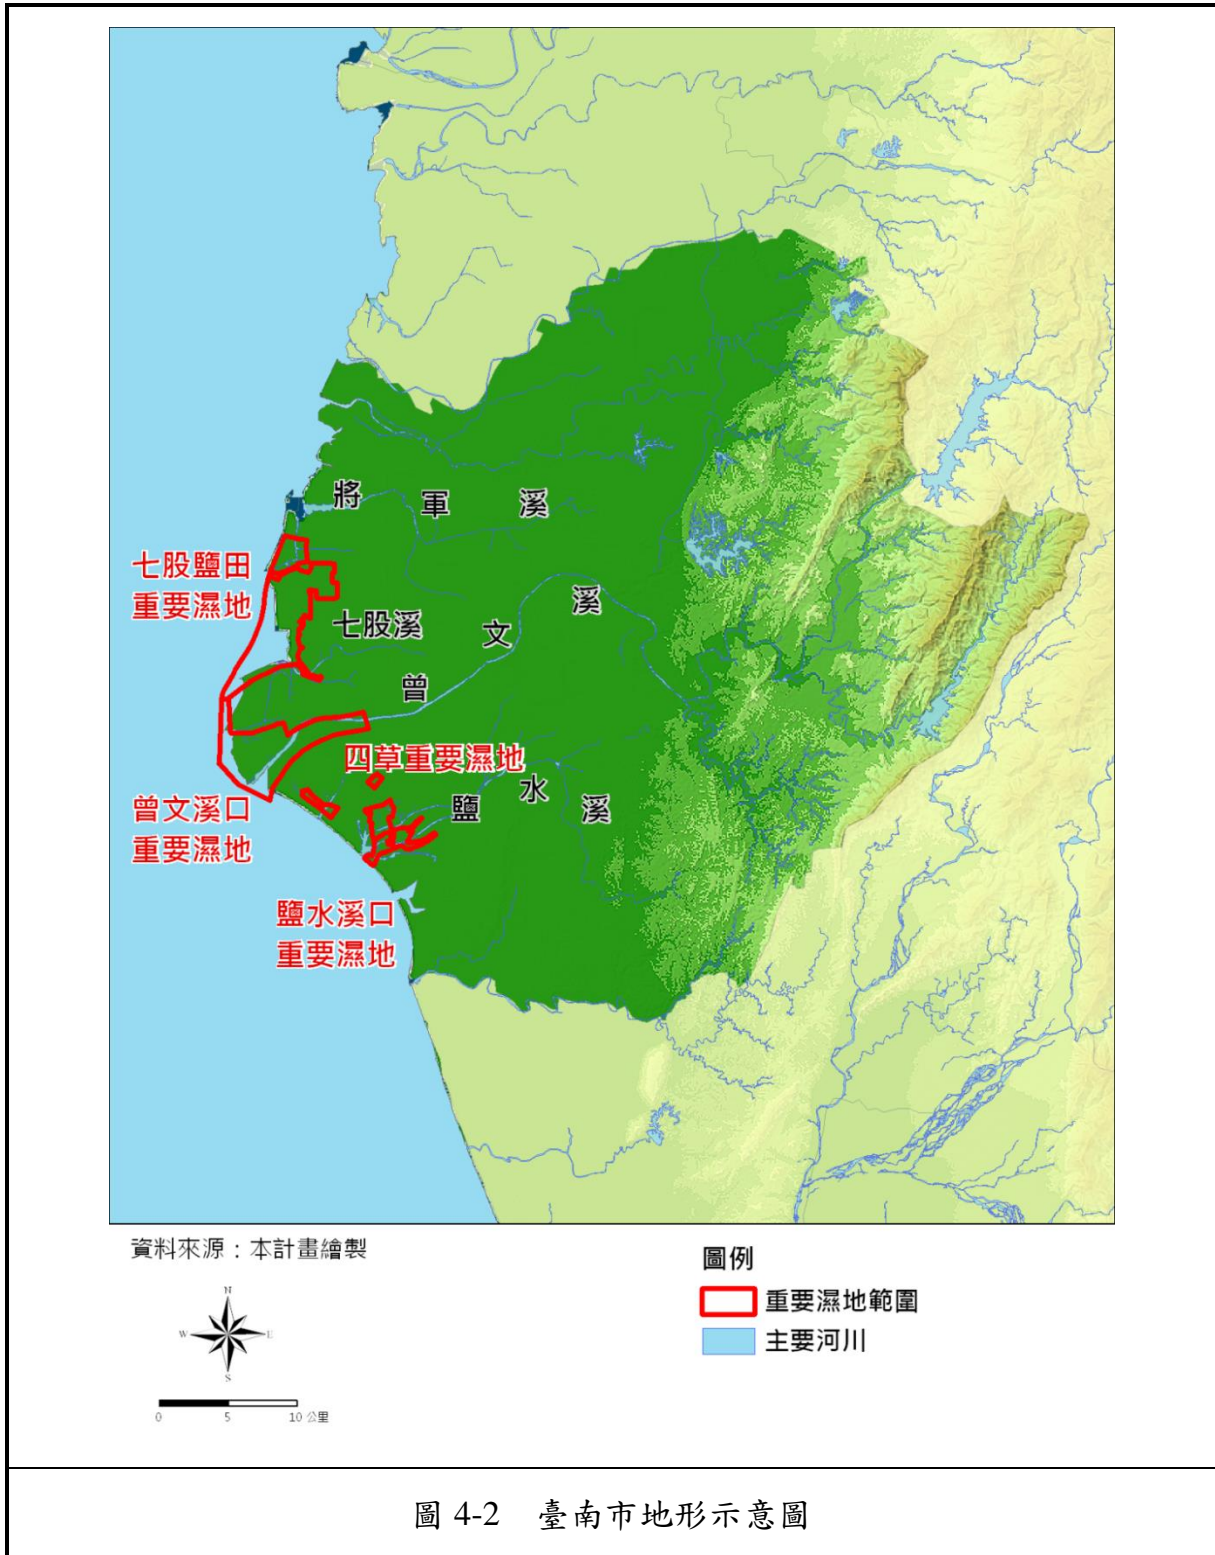 將軍溪
七股鹽田
重要濕地
七股溪
曾文溪
四草重要濕地
鹽水溪
曾文溪口
重要濕地
鹽水溪口
重要濕地
資料來源：本計畫繪製
圖例
重要濕地範圍
主要河川
N
W
E
S
0 5 10 公里
圖 4-2 臺南市地形示意圖